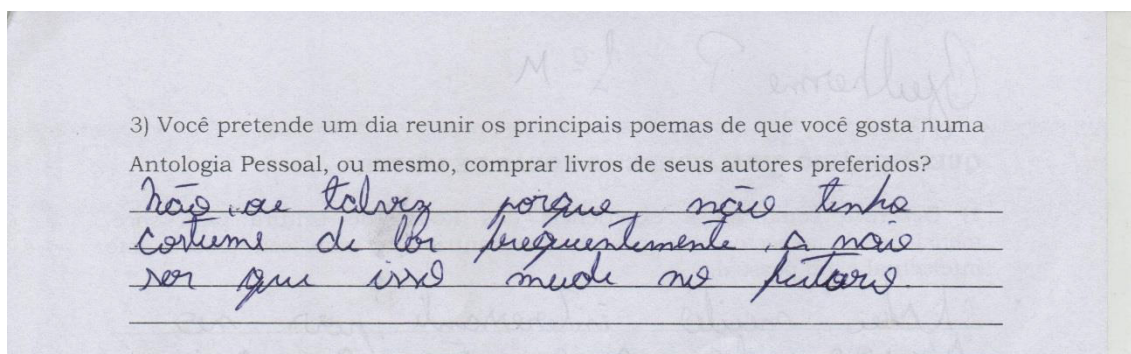 3) Você pretende um dia reunir os principais poemas de que você gosta numa
Antologia Pessoal, ou mesmo, comprar livros de seus autores preferidos?
Não, ou talvez porque, não tenho
costume de ler frequentemente, a não
ser que isso mude no futuro.